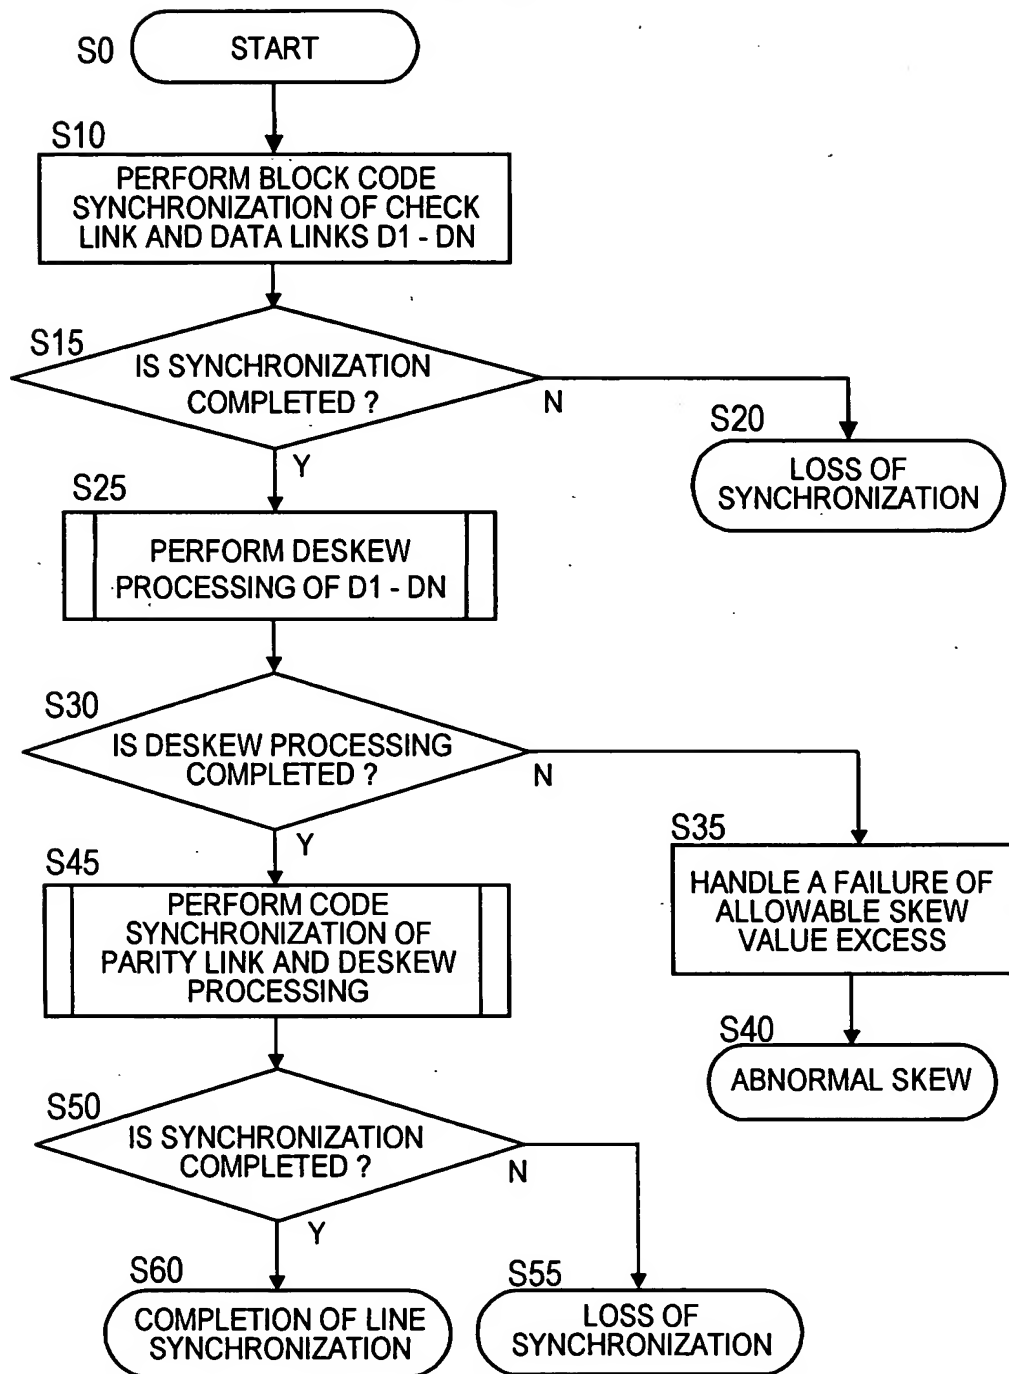 S0
START
S10
PERFORM BLOCK CODE
SYNCHRONIZATION OF CHECK
LINK AND DATA LINKS D1 - DN
S15
IS SYNCHRONIZATION
COMPLETED ?
N
Y
S20
LOSS OF
SYNCHRONIZATION
S25
PERFORM DESKEW
PROCESSING OF D1 - DN
S30
IS DESKEW PROCESSING
COMPLETED ?
N
Y
S35
HANDLE A FAILURE OF
ALLOWABLE SKEW
VALUE EXCESS
S40
ABNORMAL SKEW
S45
PERFORM CODE
SYNCHRONIZATION OF
PARITY LINK AND DESKEW
PROCESSING
S50
IS SYNCHRONIZATION
COMPLETED ?
N
Y
S55
LOSS OF
SYNCHRONIZATION
S60
COMPLETION OF LINE
SYNCHRONIZATION